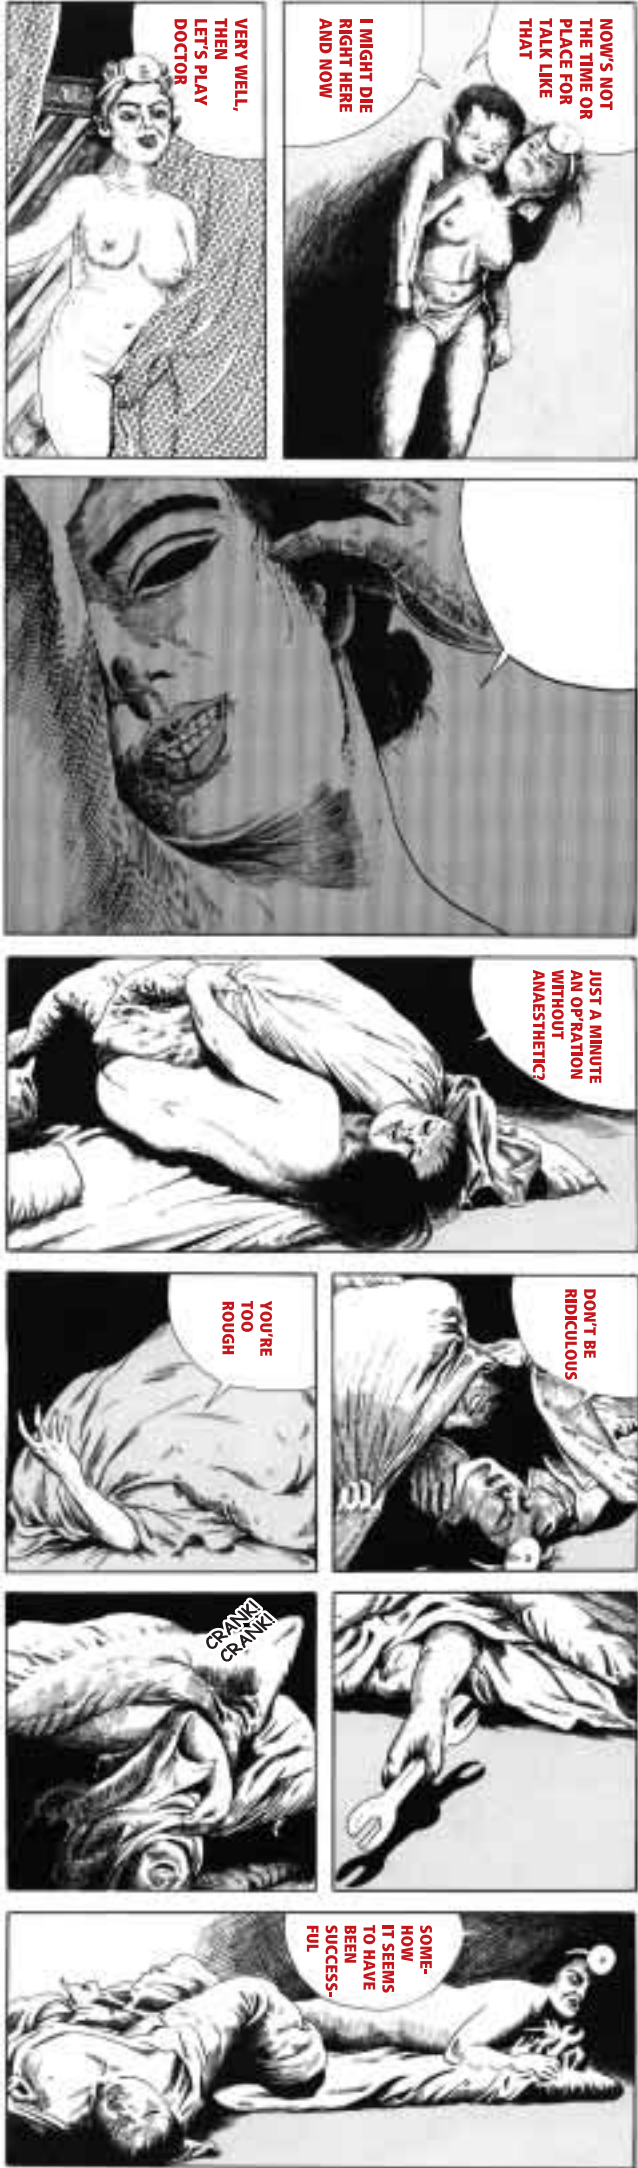 NOW'S NOT
THE TIME OR
PLACE FOR
TALK LIKE
THAT
I MIGHT DIE
RIGHT HERE
AND NOW
VERY WELL,
THEN
LET'S PLAY
DOCTOR
JUST A MINUTE
AN OP'RATION
WITHOUT
ANAESTHETIC?
DON'T BE
RIDICULOUS
YOU'RE
TOO
ROUGH
CRANK!
CRANK!
SOME-
HOW
IT SEEMS
TO HAVE
BEEN
SUCCESS-
FUL